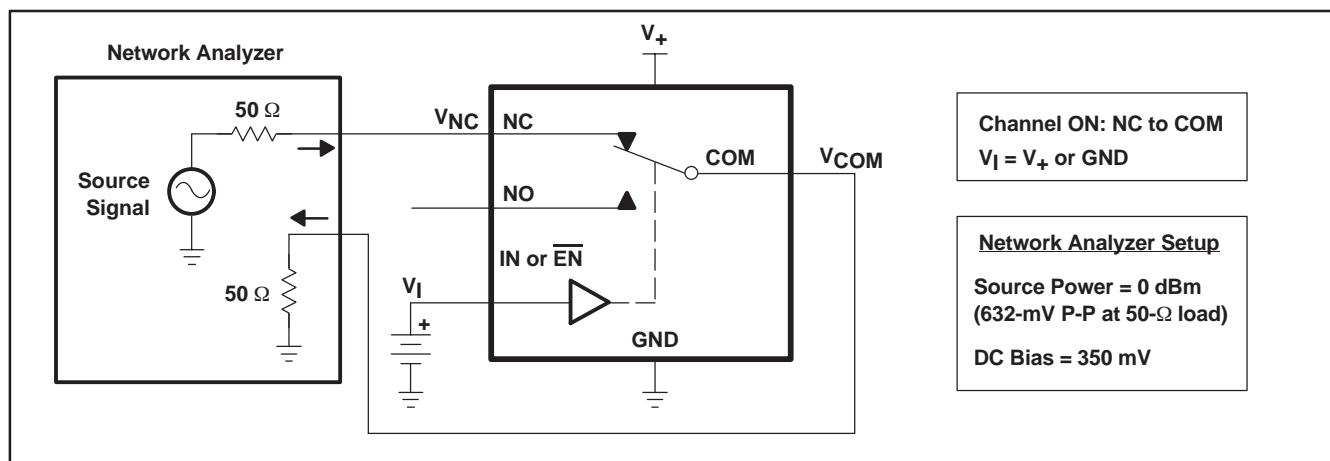 Network Analyzer
50 Ω
Source
Signal
50 Ω
V+
VNC
NC
COM
VCOM
NO
IN or E̅N̅
VI
+
GND
Channel ON: NC to COM
VI = V+ or GND
Network Analyzer Setup
Source Power = 0 dBm
(632-mV P-P at 50-Ω load)
DC Bias = 350 mV